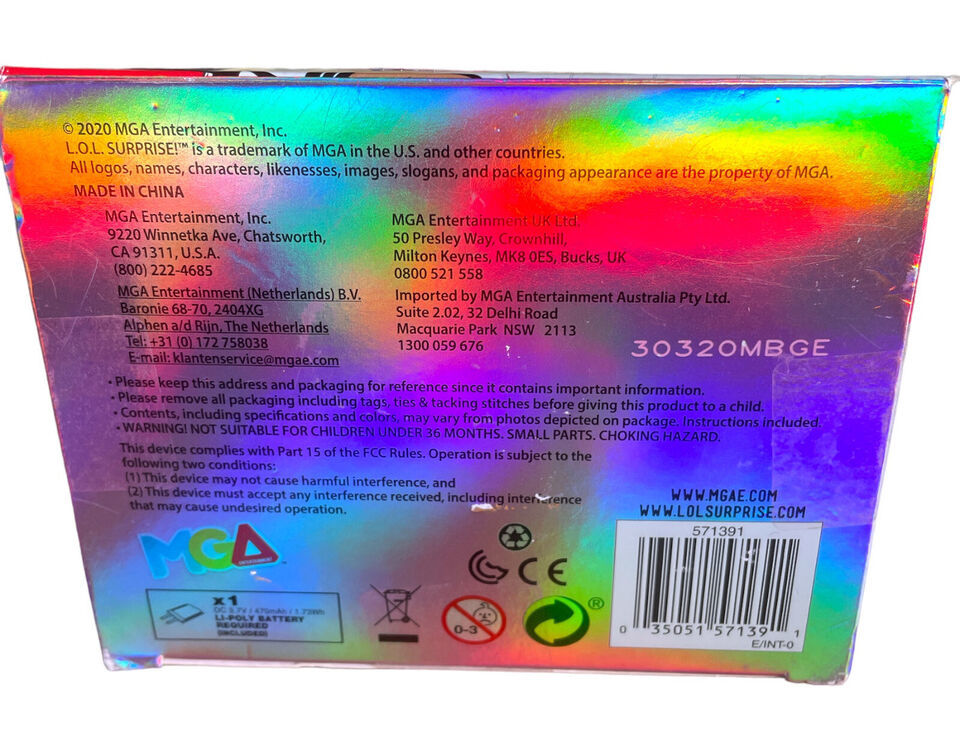 © 2020 MGA Entertainment, Inc.
L.O.L. SURPRISE!™ is a trademark of MGA in the U.S. and other countries.
All logos, names, characters, likenesses, images, slogans, and packaging appearance are the property of MGA.
MADE IN CHINA
MGA Entertainment, Inc.
9220 Winnetka Ave, Chatsworth,
CA 91311, U.S.A.
(800) 222-4685
MGA Entertainment UK Ltd.
50 Presley Way, Crownhill,
Milton Keynes, MK8 0ES, Bucks, UK
0800 521 558
MGA Entertainment (Netherlands) B.V.
Baronie 68-70, 2404XG
Alphen a/d Rijn, The Netherlands
Tel: +31 (0) 172 758038
E-mail: klantenservice@mgae.com
Imported by MGA Entertainment Australia Pty Ltd.
Suite 2.02, 32 Delhi Road
Macquarie Park NSW 2113
1300 059 676
30320MBGE
• Please keep this address and packaging for reference since it contains important information.
• Please remove all packaging including tags, ties & tacking stitches before giving this product to a child.
• Contents, including specifications and colors, may vary from photos depicted on package. Instructions included.
• WARNING! NOT SUITABLE FOR CHILDREN UNDER 36 MONTHS. SMALL PARTS. CHOKING HAZARD.
This device complies with Part 15 of the FCC Rules. Operation is subject to the
following two conditions:
(1) This device may not cause harmful interference, and
(2) This device must accept any interference received, including interference
that may cause undesired operation.
WWW.MGAE.COM
WWW.LOLSURPRISE.COM
MGA
ENTERTAINMENT™
x1
DC 3.7V / 470mAh / 1.73Wh
LI-POLY BATTERY
REQUIRED
(INCLUDED)
CE
0-3
®
571391
0 35051 57139 1
E/INT-0